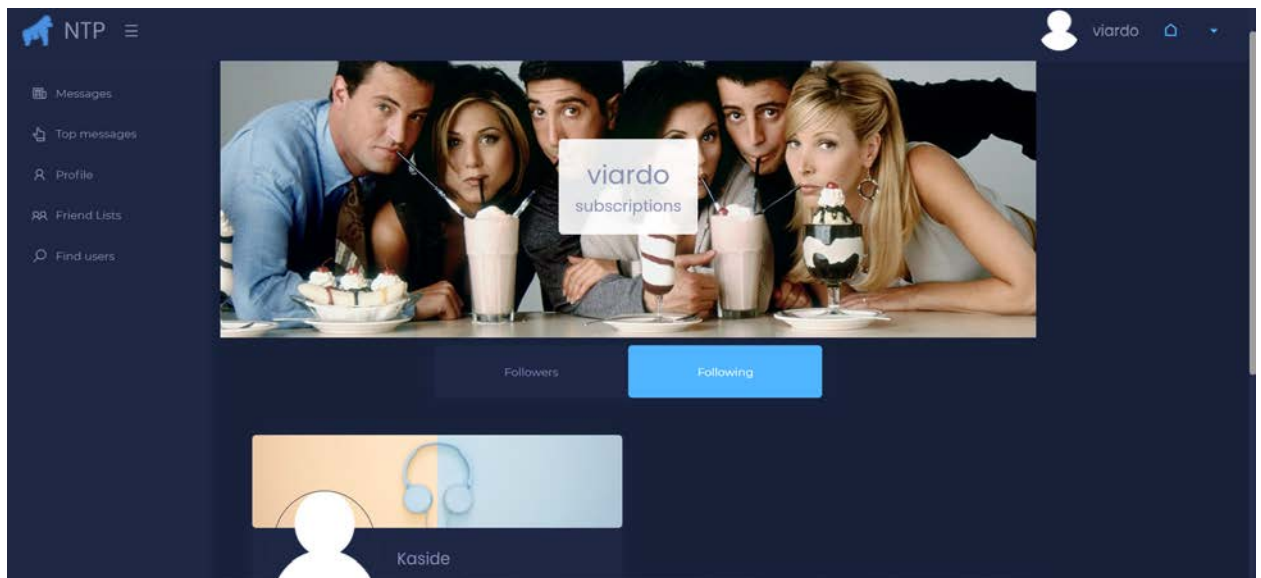 NTP
viardo
Messages
Top messages
Profile
Friend Lists
Find users
viardo
subscriptions
Followers
Following
Kaside